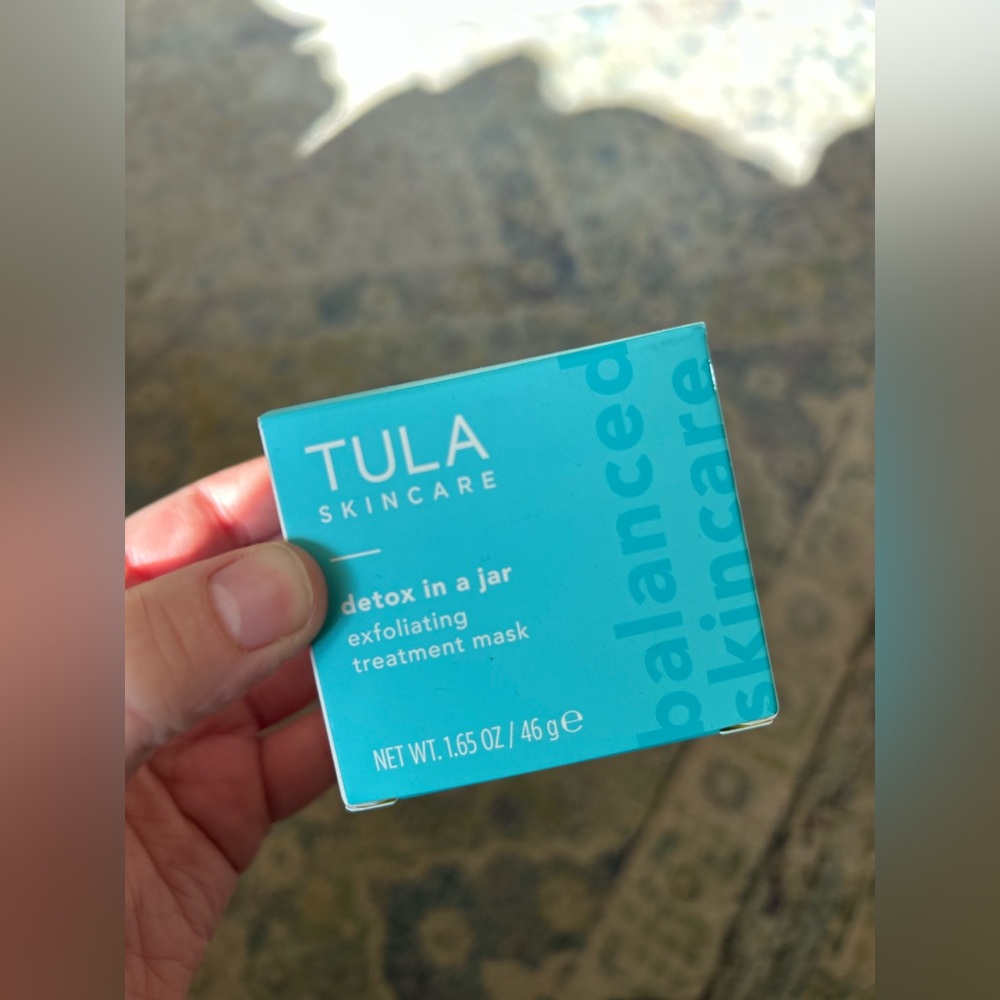 TULA
SKINCARE
detox in a jar
exfoliating
treatment mask
NET WT. 1.65 OZ / 46 g℮
balanced
skincare